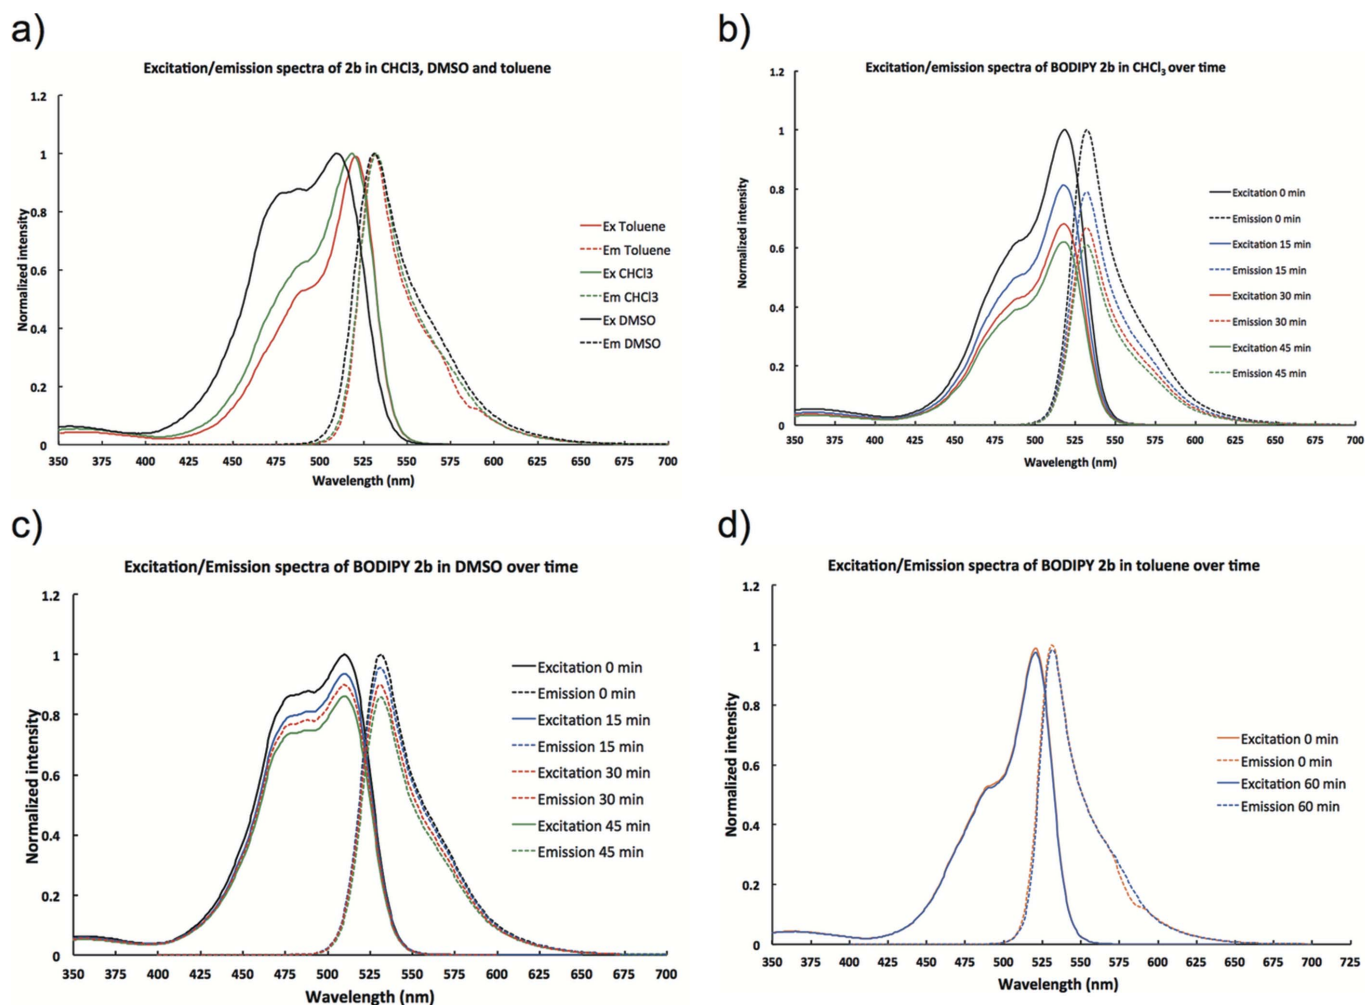 a)
Excitation/emission spectra of 2b in CHCl3, DMSO and toluene
Normalized intensity
1.2
1
0.8
0.6
0.4
0.2
0
350 375 400 425 450 475 500 525 550 575 600 625 650 675 700
Wavelength (nm)
Ex Toluene
Em Toluene
Ex CHCl3
Em CHCl3
Ex DMSO
Em DMSO
b)
Excitation/emission spectra of BODIPY 2b in CHCl₃ over time
Normalized intensity
1.2
1
0.8
0.6
0.4
0.2
0
350 375 400 425 450 475 500 525 550 575 600 625 650 675 700
Wavelength (nm)
Excitation 0 min
Emission 0 min
Excitation 15 min
Emission 15 min
Excitation 30 min
Emission 30 min
Excitation 45 min
Emission 45 min
c)
Excitation/Emission spectra of BODIPY 2b in DMSO over time
Normalized intensity
1.2
1
0.8
0.6
0.4
0.2
0
350 375 400 425 450 475 500 525 550 575 600 625 650 675 700
Wavelength (nm)
Excitation 0 min
Emission 0 min
Excitation 15 min
Emission 15 min
Excitation 30 min
Emission 30 min
Excitation 45 min
Emission 45 min
d)
Excitation/Emission spectra of BODIPY 2b in toluene over time
Normalized intensity
1.2
1
0.8
0.6
0.4
0.2
0
350 375 400 425 450 475 500 525 550 575 600 625 650 675 700 725
Wavelength (nm)
Excitation 0 min
Emission 0 min
Excitation 60 min
Emission 60 min